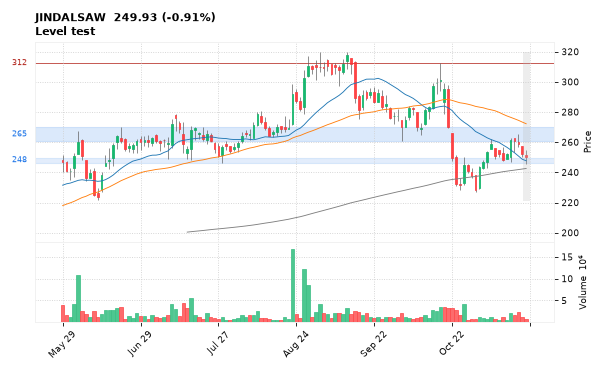 JINDALSAW 249.93 (-0.91%)
Level test
312
265
248
320
300
280
260
240
220
200
Price
15
10
5
Volume 10⁴
May 29
Jun 29
Jul 27
Aug 24
Sep 22
Oct 22